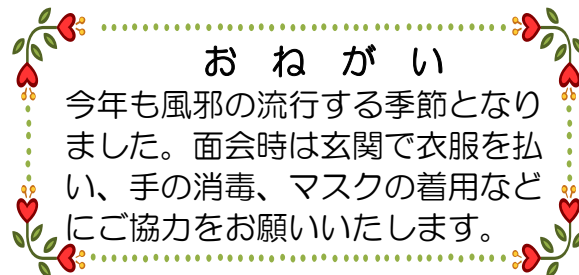 おねがい
今年も風邪の流行する季節となり
ました。面会時は玄関で衣服を払
い、手の消毒、マスクの着用など
にご協力をお願いいたします。